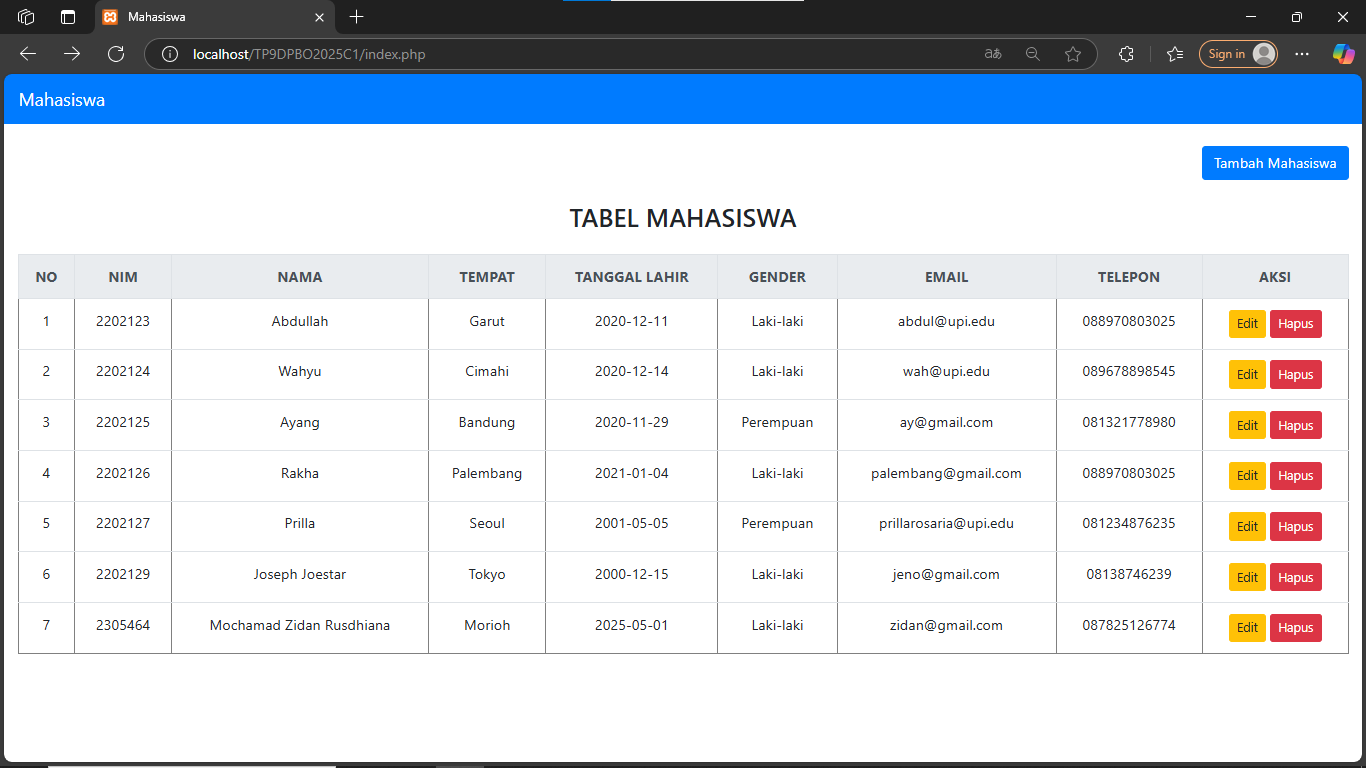 Mahasiswa
localhost/TP9DPBO2025C1/index.php
Sign in
Mahasiswa
Tambah Mahasiswa
TABEL MAHASISWA
NO NIM NAMA TEMPAT TANGGAL LAHIR GENDER EMAIL TELEPON AKSI
1 2202123 Abdullah Garut 2020-12-11 Laki-laki abdul@upi.edu 088970803025 Edit Hapus
2 2202124 Wahyu Cimahi 2020-12-14 Laki-laki wah@upi.edu 089678898545 Edit Hapus
3 2202125 Ayang Bandung 2020-11-29 Perempuan ay@gmail.com 081321778980 Edit Hapus
4 2202126 Rakha Palembang 2021-01-04 Laki-laki palembang@gmail.com 088970803025 Edit Hapus
5 2202127 Prilla Seoul 2001-05-05 Perempuan prillarosaria@upi.edu 081234876235 Edit Hapus
6 2202129 Joseph Joestar Tokyo 2000-12-15 Laki-laki jeno@gmail.com 08138746239 Edit Hapus
7 2305464 Mochamad Zidan Rusdhiana Morioh 2025-05-01 Laki-laki zidan@gmail.com 087825126774 Edit Hapus